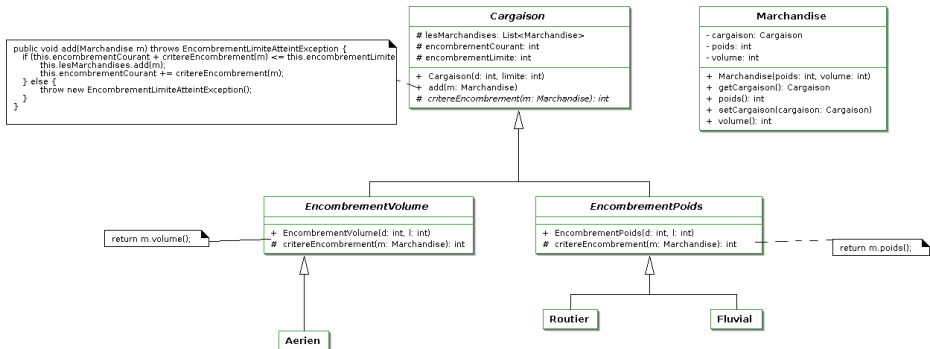 Cargaison
# lesMarchandises: List<Marchandise>
# encombrementCourant: int
# encombrementLimite: int
+ Cargaison(d: int, limite: int)
+ add(m: Marchandise)
# critereEncombrement(m: Marchandise): int
Marchandise
- cargaison: Cargaison
- poids: int
- volume: int
+ Marchandise(poids: int, volume: int)
+ getCargaison(): Cargaison
+ poids(): int
+ setCargaison(cargaison: Cargaison)
+ volume(): int
public void add(Marchandise m) throws EncombrementLimiteAtteintException {
if (this.encombrementCourant + critereEncombrement(m) <= this.encombrementLimite
this.lesMarchandises.add(m);
this.encombrementCourant += critereEncombrement(m);
} else {
throw new EncombrementLimiteAtteintException();
}
}
EncombrementVolume
+ EncombrementVolume(d: int, l: int)
# critereEncombrement(m: Marchandise): int
EncombrementPoids
+ EncombrementPoids(d: int, l: int)
# critereEncombrement(m: Marchandise): int
return m.volume();
return m.poids();
Routier
Fluvial
Aerien